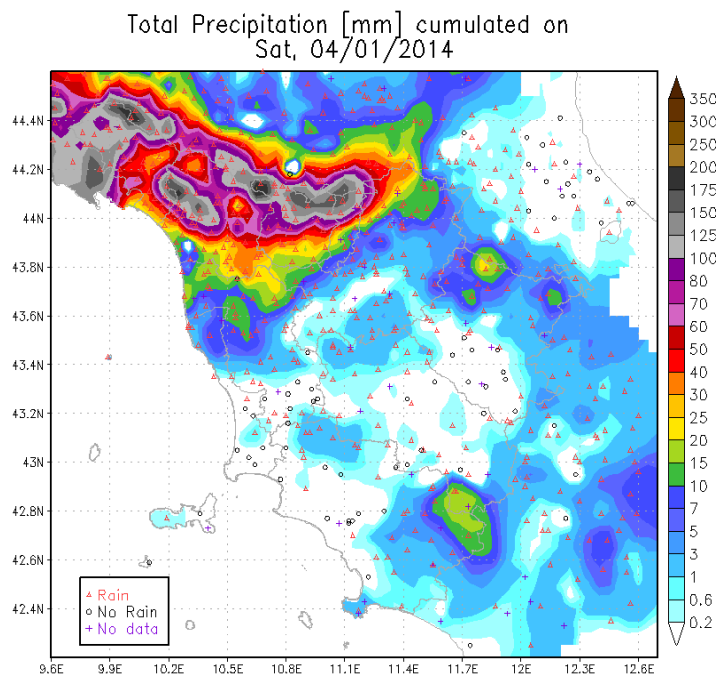 Total Precipitation [mm] cumulated on
Sat, 04/01/2014
44.4N
44.2N
44N
43.8N
43.6N
43.4N
43.2N
43N
42.8N
42.6N
42.4N
9.6E 9.9E 10.2E 10.5E 10.8E 11.1E 11.4E 11.7E 12E 12.3E 12.6E
Rain
No Rain
No data
350
300
250
200
175
150
125
100
80
70
60
50
40
30
25
20
15
10
7
5
3
1
0.6
0.2